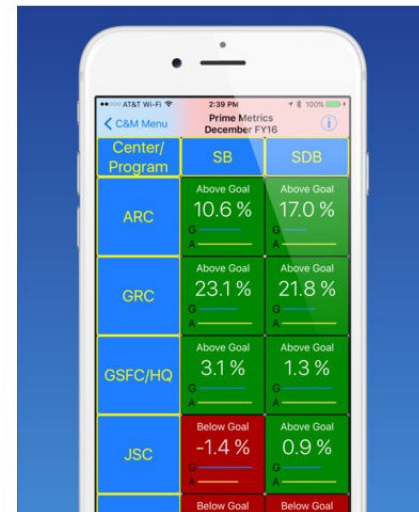 AT&T Wi-Fi 2:39 PM 100%
C&M Menu
Prime Metrics
December FY16
Center/
Program
SB
SDB
ARC
Above Goal
10.6 %
G
A
Above Goal
17.0 %
G
A
GRC
Above Goal
23.1 %
G
A
Above Goal
21.8 %
G
A
GSFC/HQ
Above Goal
3.1 %
G
A
Above Goal
1.3 %
G
A
JSC
Below Goal
-1.4 %
G
A
Above Goal
0.9 %
G
A
Below Goal
Below Goal